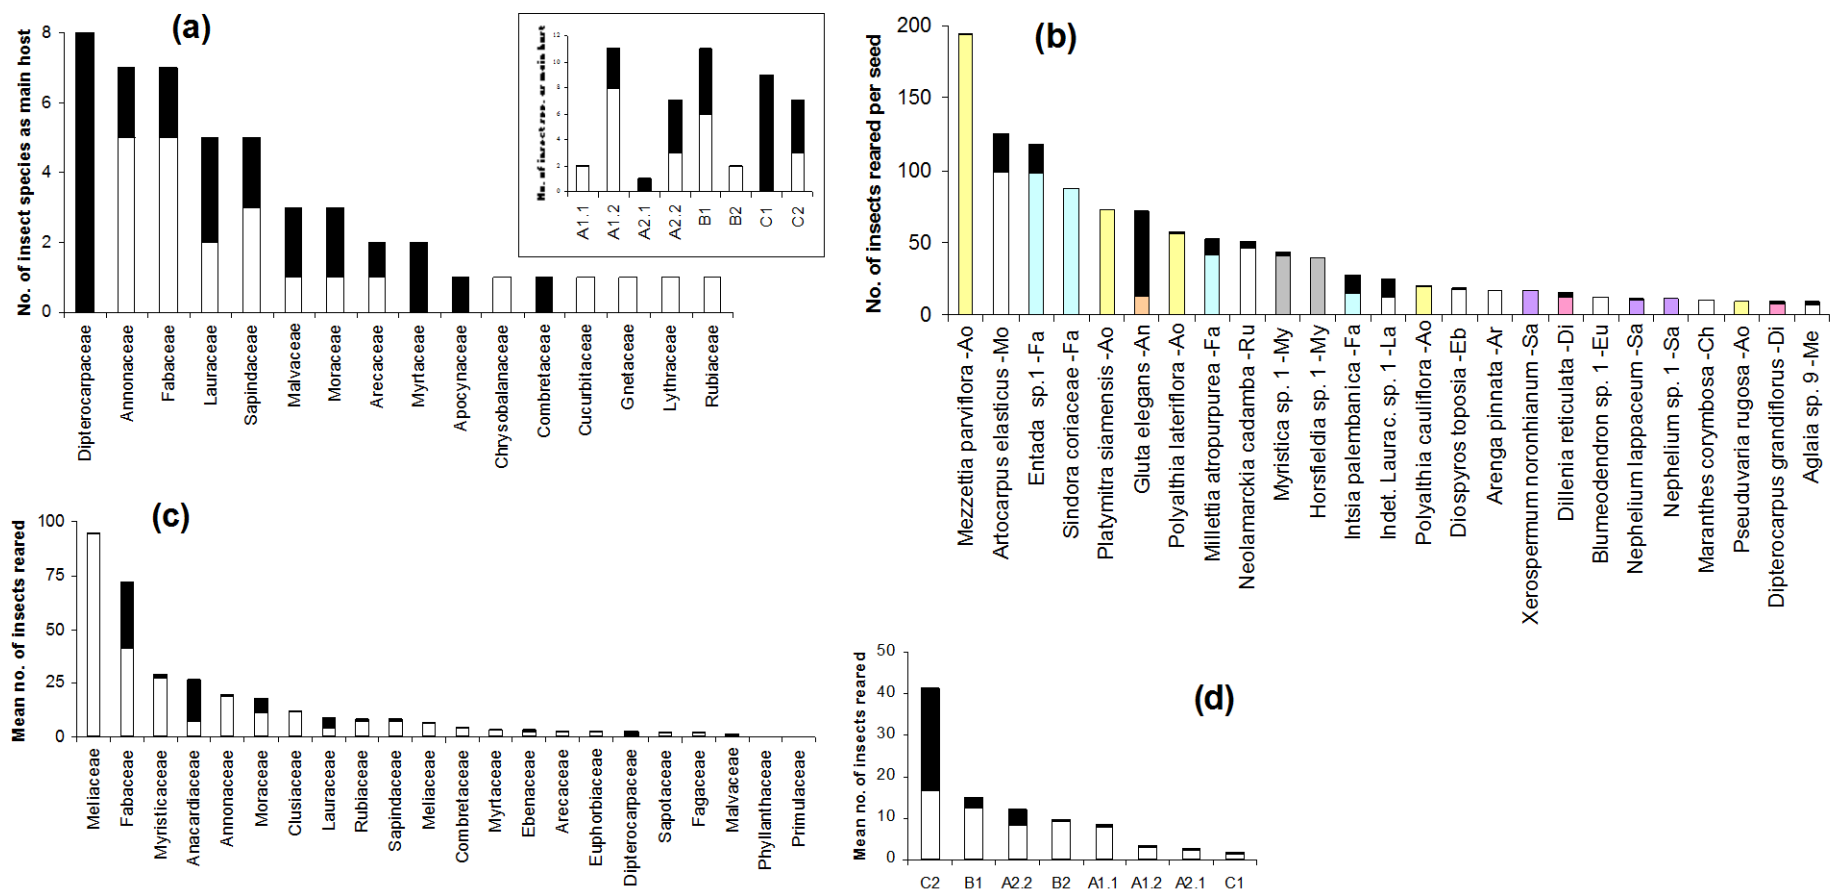 (a)
No. of insect species as main host
8
6
4
2
0
Dipterocarpaceae
Annonaceae
Fabaceae
Lauraceae
Sapindaceae
Malvaceae
Moraceae
Arecaceae
Myrtaceae
Apocynaceae
Chrysobalanaceae
Combretaceae
Cucurbitaceae
Gnetaceae
Lythraceae
Rubiaceae
12
10
8
6
4
2
0
A1.1
A1.2
A2.1
A2.2
B1
B2
C1
C2
(b)
No. of insects reared per seed
200
150
100
50
0
Mezzettia parviflora -Ao
Artocarpus elasticus -Mo
Entada sp.1 -Fa
Sindora coriaceae -Fa
Platymitra siamensis -Ao
Gluta elegans -An
Polyalthia lateriflora -Ao
Millettia atropurpurea -Fa
Neolamarckia cadamba -Ru
Myristica sp. 1 -My
Horsfieldia sp. 1 -My
Intsia palembanica -Fa
Indet. Laurac. sp. 1 -La
Polyalthia cauliflora -Ao
Diospyros toposia -Eb
Arenga pinnata -Ar
Xerospermum noronhianum -Sa
Dillenia reticulata -Di
Blumeodendron sp. 1 -Eu
Nephelium lappaceum -Sa
Nephelium sp. 1 -Sa
Maranthes corymbosa -Ch
Pseuduvaria rugosa -Ao
Dipterocarpus grandiflorus -Di
Aglaia sp. 9 -Me
(c)
Mean no. of insects reared
100
75
50
25
0
Meliaceae
Fabaceae
Myristicaceae
Anacardiaceae
Annonaceae
Moraceae
Clusiaceae
Lauraceae
Rubiaceae
Sapindaceae
Meliaceae
Combretaceae
Myrtaceae
Ebenaceae
Arecaceae
Euphorbiaceae
Dipterocarpaceae
Sapotaceae
Fagaceae
Malvaceae
Phyllanthaceae
Primulaceae
(d)
Mean no. of insects reared
50
40
30
20
10
0
C2
B1
A2.2
B2
A1.1
A1.2
A2.1
C1